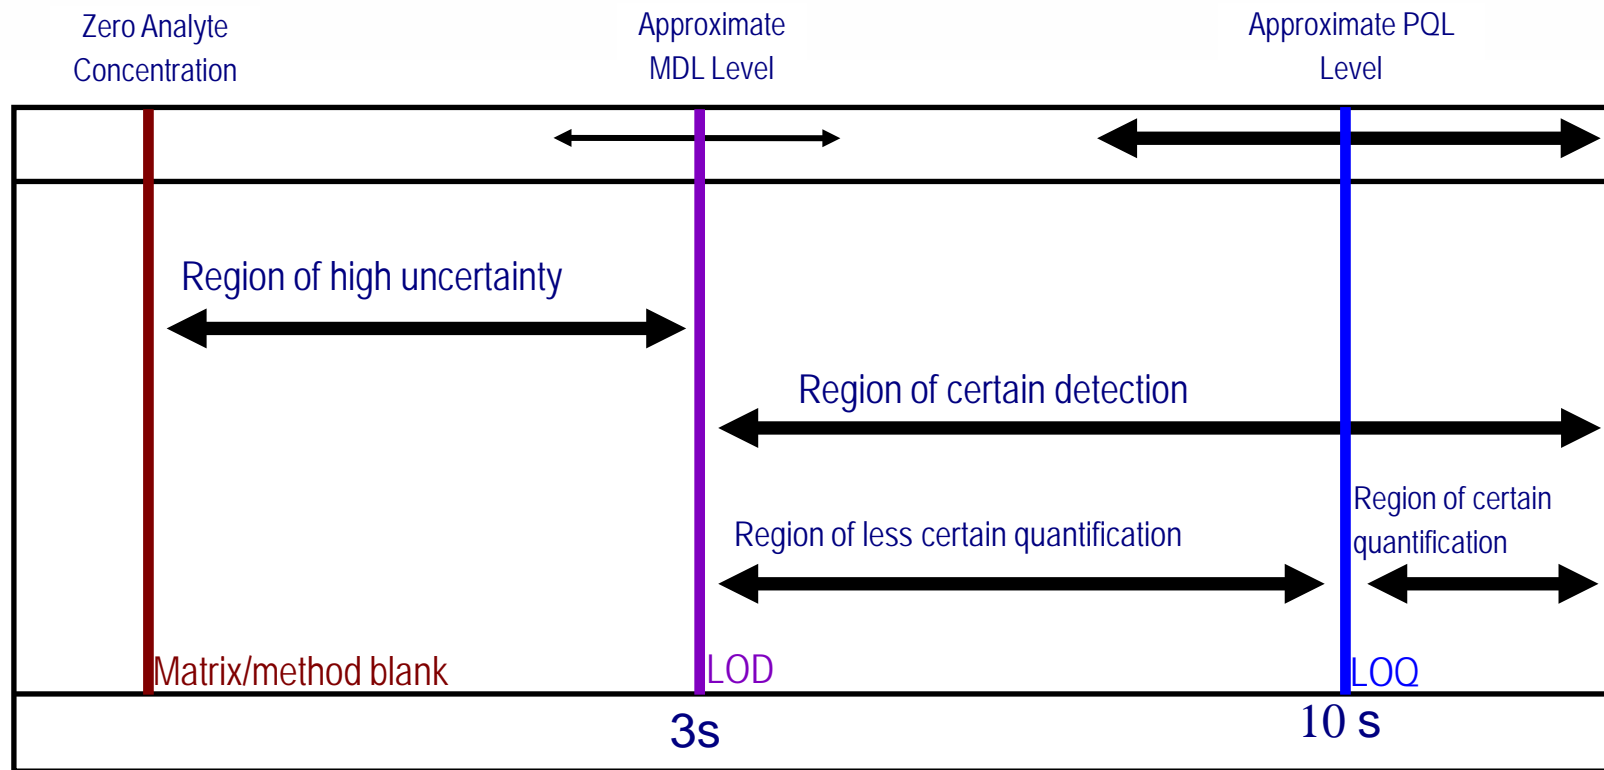 Zero Analyte
Concentration
Approximate
MDL Level
Approximate PQL
Level
Region of high uncertainty
Region of certain detection
Region of less certain quantification
Region of certain
quantification
Matrix/method blank
LOD
LOQ
3s
10 s